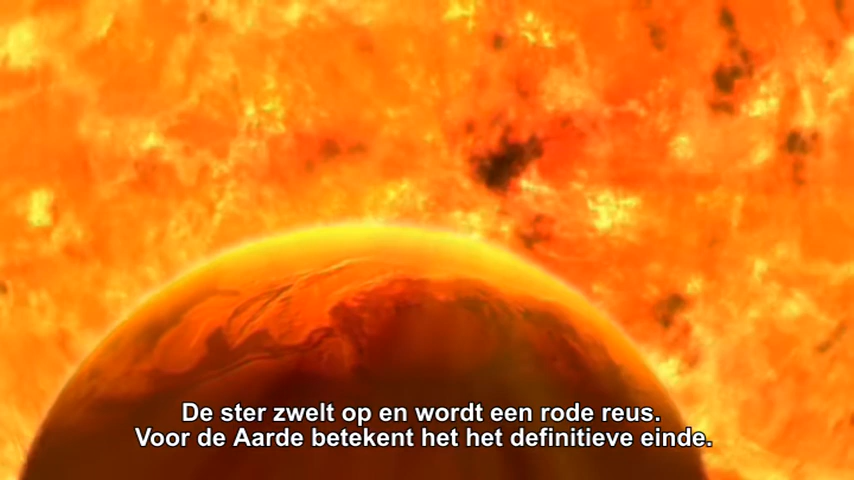 De ster zwelt op en wordt een rode reus.
Voor de Aarde betekent het het definitieve einde.